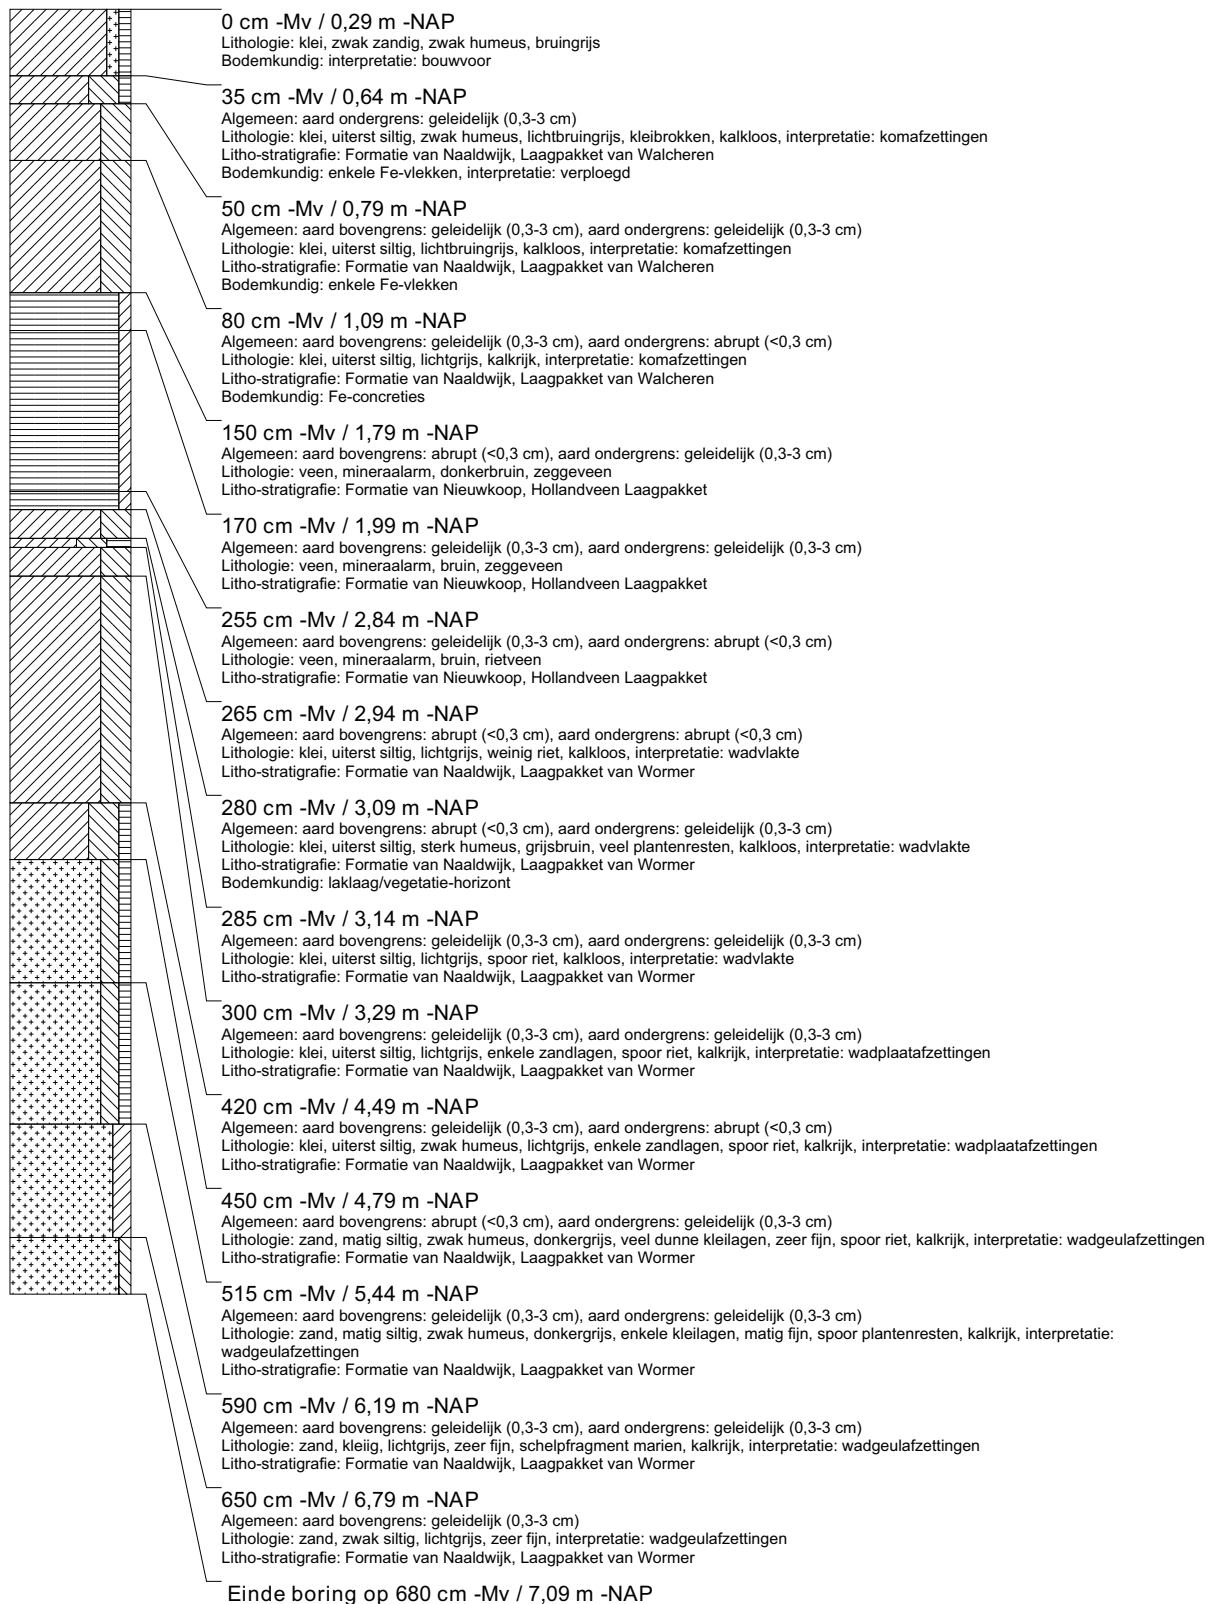 0 cm -Mv / 0,29 m -NAP
Lithologie: klei, zwak zandig, zwak humeus, bruingrijs
Bodemkundig: interpretatie: bouwvoor
35 cm -Mv / 0,64 m -NAP
Algemeen: aard ondergrens: geleidelijk (0,3-3 cm)
Lithologie: klei, uiterst siltig, zwak humeus, lichtbruingrijs, kleibrokken, kalkloos, interpretatie: komafzettingen
Litho-stratigrafie: Formatie van Naaldwijk, Laagpakket van Walcheren
Bodemkundig: enkele Fe-vlekken, interpretatie: verploegd
50 cm -Mv / 0,79 m -NAP
Algemeen: aard bovengrens: geleidelijk (0,3-3 cm), aard ondergrens: geleidelijk (0,3-3 cm)
Lithologie: klei, uiterst siltig, lichtbruingrijs, kalkloos, interpretatie: komafzettingen
Litho-stratigrafie: Formatie van Naaldwijk, Laagpakket van Walcheren
Bodemkundig: enkele Fe-vlekken
80 cm -Mv / 1,09 m -NAP
Algemeen: aard bovengrens: geleidelijk (0,3-3 cm), aard ondergrens: abrupt (<0,3 cm)
Lithologie: klei, uiterst siltig, lichtgrijs, kalkrijk, interpretatie: komafzettingen
Litho-stratigrafie: Formatie van Naaldwijk, Laagpakket van Walcheren
Bodemkundig: Fe-concreties
150 cm -Mv / 1,79 m -NAP
Algemeen: aard bovengrens: abrupt (<0,3 cm), aard ondergrens: geleidelijk (0,3-3 cm)
Lithologie: veen, mineraalarm, donkerbruin, zeggeveen
Litho-stratigrafie: Formatie van Nieuwkoop, Hollandveen Laagpakket
170 cm -Mv / 1,99 m -NAP
Algemeen: aard bovengrens: geleidelijk (0,3-3 cm), aard ondergrens: geleidelijk (0,3-3 cm)
Lithologie: veen, mineraalarm, bruin, zeggeveen
Litho-stratigrafie: Formatie van Nieuwkoop, Hollandveen Laagpakket
255 cm -Mv / 2,84 m -NAP
Algemeen: aard bovengrens: geleidelijk (0,3-3 cm), aard ondergrens: abrupt (<0,3 cm)
Lithologie: veen, mineraalarm, bruin, rietveen
Litho-stratigrafie: Formatie van Nieuwkoop, Hollandveen Laagpakket
265 cm -Mv / 2,94 m -NAP
Algemeen: aard bovengrens: abrupt (<0,3 cm), aard ondergrens: abrupt (<0,3 cm)
Lithologie: klei, uiterst siltig, lichtgrijs, weinig riet, kalkloos, interpretatie: wadvlakte
Litho-stratigrafie: Formatie van Naaldwijk, Laagpakket van Wormer
280 cm -Mv / 3,09 m -NAP
Algemeen: aard bovengrens: abrupt (<0,3 cm), aard ondergrens: geleidelijk (0,3-3 cm)
Lithologie: klei, uiterst siltig, sterk humeus, grijsbruin, veel plantenresten, kalkloos, interpretatie: wadvlakte
Litho-stratigrafie: Formatie van Naaldwijk, Laagpakket van Wormer
Bodemkundig: laklaag/vegetatie-horizont
285 cm -Mv / 3,14 m -NAP
Algemeen: aard bovengrens: geleidelijk (0,3-3 cm), aard ondergrens: geleidelijk (0,3-3 cm)
Lithologie: klei, uiterst siltig, lichtgrijs, spoor riet, kalkloos, interpretatie: wadvlakte
Litho-stratigrafie: Formatie van Naaldwijk, Laagpakket van Wormer
300 cm -Mv / 3,29 m -NAP
Algemeen: aard bovengrens: geleidelijk (0,3-3 cm), aard ondergrens: geleidelijk (0,3-3 cm)
Lithologie: klei, uiterst siltig, lichtgrijs, enkele zandlagen, spoor riet, kalkrijk, interpretatie: wadplaatafzettingen
Litho-stratigrafie: Formatie van Naaldwijk, Laagpakket van Wormer
420 cm -Mv / 4,49 m -NAP
Algemeen: aard bovengrens: geleidelijk (0,3-3 cm), aard ondergrens: abrupt (<0,3 cm)
Lithologie: klei, uiterst siltig, zwak humeus, lichtgrijs, enkele zandlagen, spoor riet, kalkrijk, interpretatie: wadplaatafzettingen
Litho-stratigrafie: Formatie van Naaldwijk, Laagpakket van Wormer
450 cm -Mv / 4,79 m -NAP
Algemeen: aard bovengrens: abrupt (<0,3 cm), aard ondergrens: geleidelijk (0,3-3 cm)
Lithologie: zand, matig siltig, zwak humeus, donkergrijs, veel dunne kleilagen, zeer fijn, spoor riet, kalkrijk, interpretatie: wadgeulafzettingen
Litho-stratigrafie: Formatie van Naaldwijk, Laagpakket van Wormer
515 cm -Mv / 5,44 m -NAP
Algemeen: aard bovengrens: geleidelijk (0,3-3 cm), aard ondergrens: geleidelijk (0,3-3 cm)
Lithologie: zand, matig siltig, zwak humeus, donkergrijs, enkele kleilagen, matig fijn, spoor plantenresten, kalkrijk, interpretatie:
wadgeulafzettingen
Litho-stratigrafie: Formatie van Naaldwijk, Laagpakket van Wormer
590 cm -Mv / 6,19 m -NAP
Algemeen: aard bovengrens: geleidelijk (0,3-3 cm), aard ondergrens: geleidelijk (0,3-3 cm)
Lithologie: zand, kleiig, lichtgrijs, zeer fijn, schelpfragment marien, kalkrijk, interpretatie: wadgeulafzettingen
Litho-stratigrafie: Formatie van Naaldwijk, Laagpakket van Wormer
650 cm -Mv / 6,79 m -NAP
Algemeen: aard bovengrens: geleidelijk (0,3-3 cm)
Lithologie: zand, zwak siltig, lichtgrijs, zeer fijn, interpretatie: wadgeulafzettingen
Litho-stratigrafie: Formatie van Naaldwijk, Laagpakket van Wormer
Einde boring op 680 cm -Mv / 7,09 m -NAP